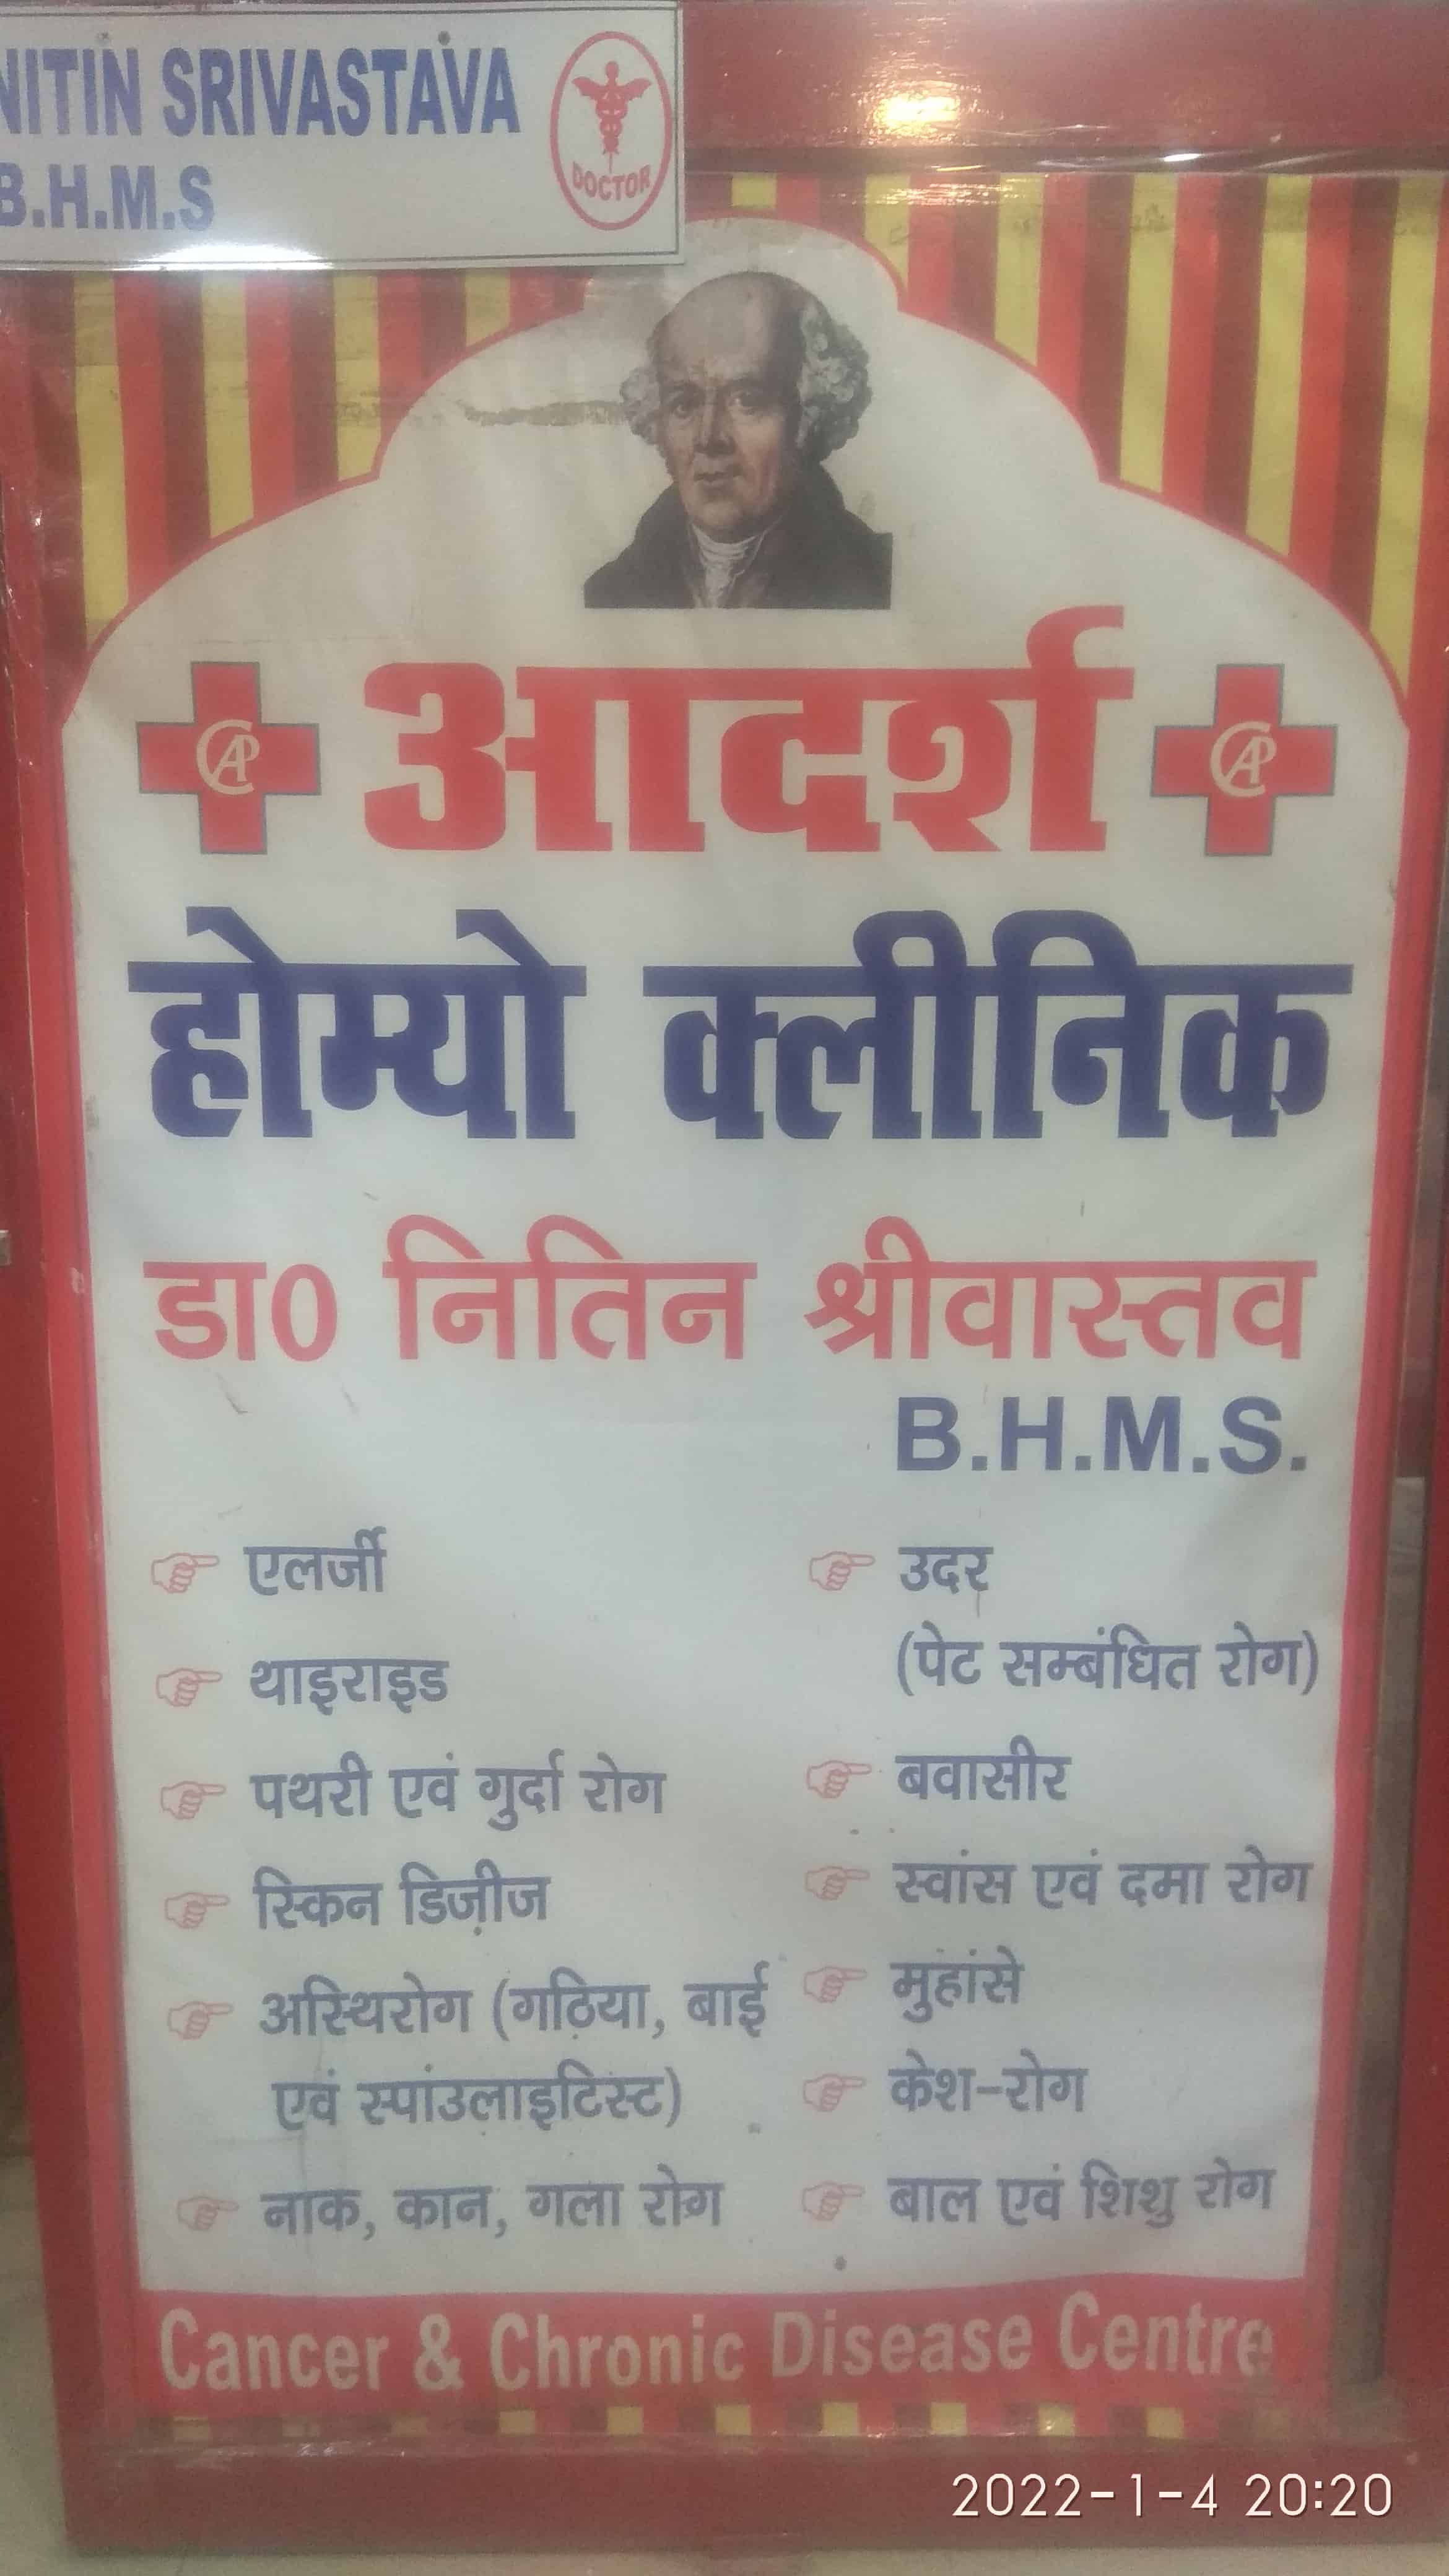 NITIN SRIVASTAVA
B.H.M.S
DOCTOR
आदर्श
होम्यो क्लीनिक
डा0 नितिन श्रीवास्तव
B.H.M.S.
एलर्जी
थाइराइड
पथरी एवं गुर्दा रोग
स्किन डिज़ीज
अस्थिरोग (गठिया, बाई
एवं स्पांउलाइटिस्ट)
नाक, कान, गला रोग
उदर
(पेट सम्बंधित रोग)
बवासीर
स्वांस एवं दमा रोग
मुहांसे
केश-रोग
बाल एवं शिशु रोग
Cancer & Chronic Disease Centre
2022-1-4 20:20